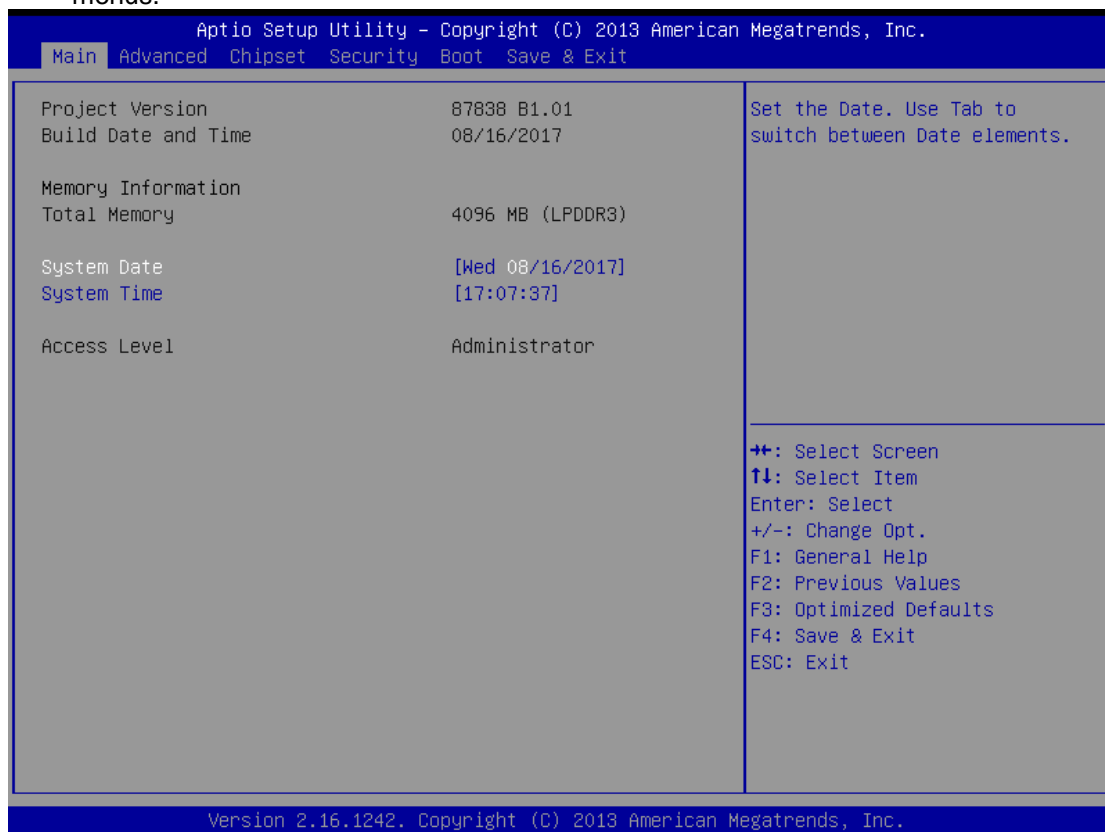 menus.
Aptio Setup Utility – Copyright (C) 2013 American Megatrends, Inc.
Main Advanced Chipset Security Boot Save & Exit
Project Version 87838 B1.01
Build Date and Time 08/16/2017
Memory Information
Total Memory 4096 MB (LPDDR3)
System Date [Wed 08/16/2017]
System Time [17:07:37]
Access Level Administrator
Set the Date. Use Tab to
switch between Date elements.
→←: Select Screen
↑↓: Select Item
Enter: Select
+/-: Change Opt.
F1: General Help
F2: Previous Values
F3: Optimized Defaults
F4: Save & Exit
ESC: Exit
Version 2.16.1242. Copyright (C) 2013 American Megatrends, Inc.